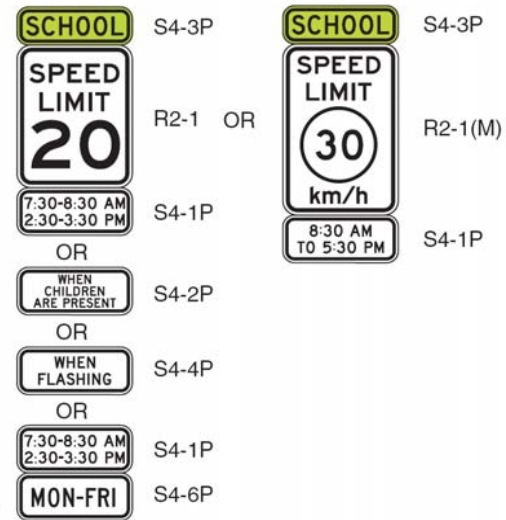 SCHOOL S4-3P
SPEED
LIMIT
20
R2-1 OR
7:30-8:30 AM
2:30-3:30 PM
S4-1P
OR
WHEN
CHILDREN
ARE PRESENT
S4-2P
OR
WHEN
FLASHING
S4-4P
OR
7:30-8:30 AM
2:30-3:30 PM
S4-1P
MON-FRI S4-6P
SCHOOL S4-3P
SPEED
LIMIT
30
km/h
R2-1(M)
8:30 AM
TO 5:30 PM
S4-1P